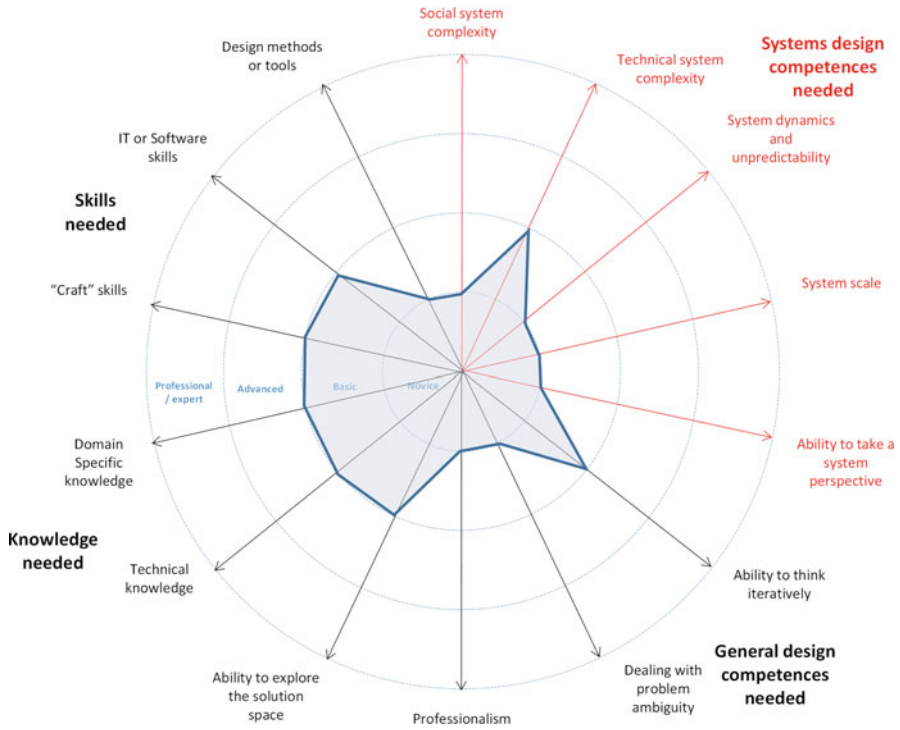 Social system
complexity
Technical system
complexity
Systems design
competences
needed
System dynamics
and
unpredictability
System scale
Ability to take a
system
perspective
Ability to think
iteratively
General design
competences
needed
Dealing with
problem
ambiguity
Professionalism
Ability to explore
the solution
space
Technical
knowledge
Knowledge
needed
Domain
Specific
knowledge
“Craft” skills
Skills
needed
IT or Software
skills
Design methods
or tools
Professional
/ expert
Advanced
Basic
Novice